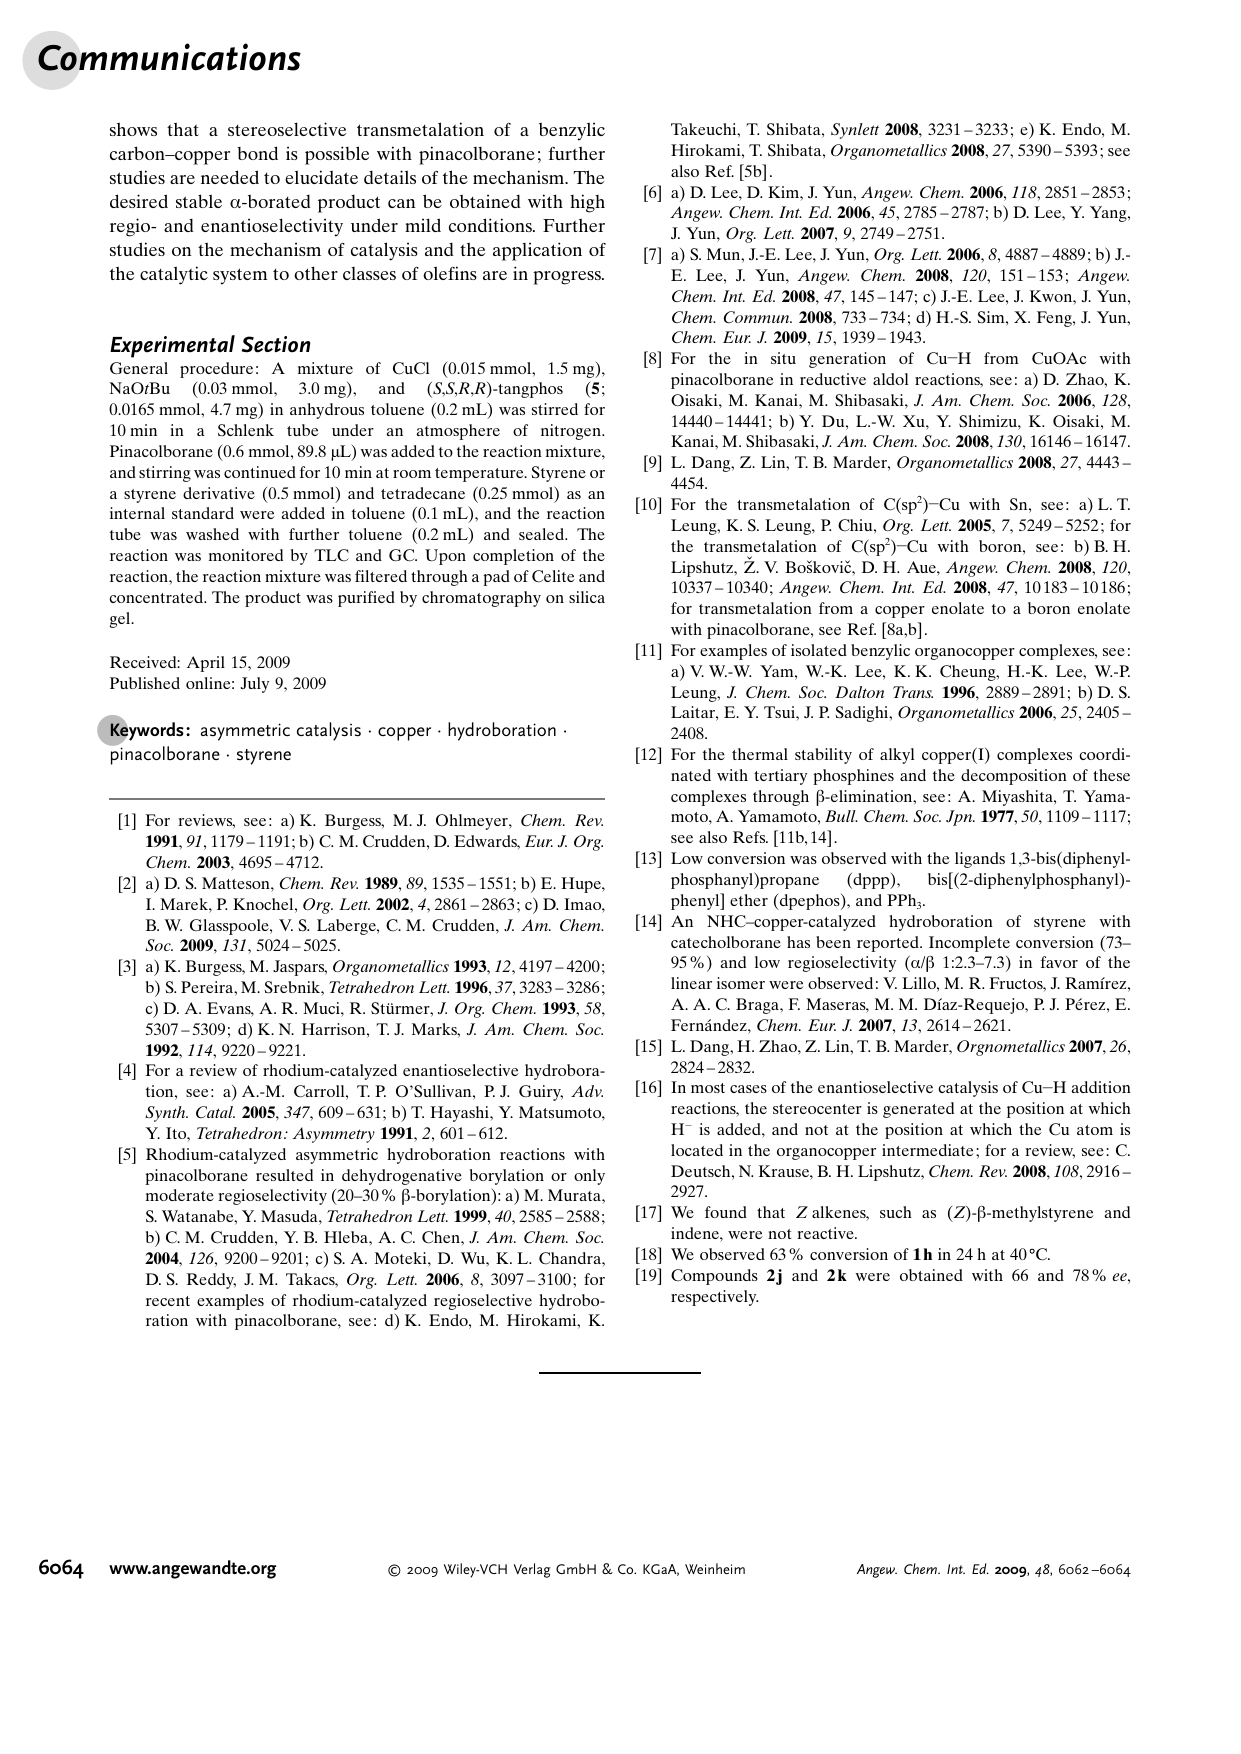 Communications
shows that a stereoselective transmetalation of a benzylic
carbon–copper bond is possible with pinacolborane; further
studies are needed to elucidate details of the mechanism. The
desired stable α-borated product can be obtained with high
regio- and enantioselectivity under mild conditions. Further
studies on the mechanism of catalysis and the application of
the catalytic system to other classes of olefins are in progress.
Experimental Section
General procedure: A mixture of CuCl (0.015 mmol, 1.5 mg),
NaOtBu (0.03 mmol, 3.0 mg), and (S,S,R,R)-tangphos (5;
0.0165 mmol, 4.7 mg) in anhydrous toluene (0.2 mL) was stirred for
10 min in a Schlenk tube under an atmosphere of nitrogen.
Pinacolborane (0.6 mmol, 89.8 μL) was added to the reaction mixture,
and stirring was continued for 10 min at room temperature. Styrene or
a styrene derivative (0.5 mmol) and tetradecane (0.25 mmol) as an
internal standard were added in toluene (0.1 mL), and the reaction
tube was washed with further toluene (0.2 mL) and sealed. The
reaction was monitored by TLC and GC. Upon completion of the
reaction, the reaction mixture was filtered through a pad of Celite and
concentrated. The product was purified by chromatography on silica
gel.
Received: April 15, 2009
Published online: July 9, 2009
Keywords: asymmetric catalysis · copper · hydroboration ·
pinacolborane · styrene
[1] For reviews, see: a) K. Burgess, M. J. Ohlmeyer, Chem. Rev.
1991, 91, 1179–1191; b) C. M. Crudden, D. Edwards, Eur. J. Org.
Chem. 2003, 4695–4712.
[2] a) D. S. Matteson, Chem. Rev. 1989, 89, 1535–1551; b) E. Hupe,
I. Marek, P. Knochel, Org. Lett. 2002, 4, 2861–2863; c) D. Imao,
B. W. Glasspoole, V. S. Laberge, C. M. Crudden, J. Am. Chem.
Soc. 2009, 131, 5024–5025.
[3] a) K. Burgess, M. Jaspars, Organometallics 1993, 12, 4197–4200;
b) S. Pereira, M. Srebnik, Tetrahedron Lett. 1996, 37, 3283–3286;
c) D. A. Evans, A. R. Muci, R. Stürmer, J. Org. Chem. 1993, 58,
5307–5309; d) K. N. Harrison, T. J. Marks, J. Am. Chem. Soc.
1992, 114, 9220–9221.
[4] For a review of rhodium-catalyzed enantioselective hydrobora-
tion, see: a) A.-M. Carroll, T. P. O'Sullivan, P. J. Guiry, Adv.
Synth. Catal. 2005, 347, 609–631; b) T. Hayashi, Y. Matsumoto,
Y. Ito, Tetrahedron: Asymmetry 1991, 2, 601–612.
[5] Rhodium-catalyzed asymmetric hydroboration reactions with
pinacolborane resulted in dehydrogenative borylation or only
moderate regioselectivity (20–30 % β-borylation): a) M. Murata,
S. Watanabe, Y. Masuda, Tetrahedron Lett. 1999, 40, 2585–2588;
b) C. M. Crudden, Y. B. Hleba, A. C. Chen, J. Am. Chem. Soc.
2004, 126, 9200–9201; c) S. A. Moteki, D. Wu, K. L. Chandra,
D. S. Reddy, J. M. Takacs, Org. Lett. 2006, 8, 3097–3100; for
recent examples of rhodium-catalyzed regioselective hydrobo-
ration with pinacolborane, see: d) K. Endo, M. Hirokami, K.
Takeuchi, T. Shibata, Synlett 2008, 3231–3233; e) K. Endo, M.
Hirokami, T. Shibata, Organometallics 2008, 27, 5390–5393; see
also Ref. [5b].
[6] a) D. Lee, D. Kim, J. Yun, Angew. Chem. 2006, 118, 2851–2853;
Angew. Chem. Int. Ed. 2006, 45, 2785–2787; b) D. Lee, Y. Yang,
J. Yun, Org. Lett. 2007, 9, 2749–2751.
[7] a) S. Mun, J.-E. Lee, J. Yun, Org. Lett. 2006, 8, 4887–4889; b) J.-
E. Lee, J. Yun, Angew. Chem. 2008, 120, 151–153; Angew.
Chem. Int. Ed. 2008, 47, 145–147; c) J.-E. Lee, J. Kwon, J. Yun,
Chem. Commun. 2008, 733–734; d) H.-S. Sim, X. Feng, J. Yun,
Chem. Eur. J. 2009, 15, 1939–1943.
[8] For the in situ generation of Cu–H from CuOAc with
pinacolborane in reductive aldol reactions, see: a) D. Zhao, K.
Oisaki, M. Kanai, M. Shibasaki, J. Am. Chem. Soc. 2006, 128,
14440–14441; b) Y. Du, L.-W. Xu, Y. Shimizu, K. Oisaki, M.
Kanai, M. Shibasaki, J. Am. Chem. Soc. 2008, 130, 16146–16147.
[9] L. Dang, Z. Lin, T. B. Marder, Organometallics 2008, 27, 4443–
4454.
[10] For the transmetalation of C(sp²)–Cu with Sn, see: a) L. T.
Leung, K. S. Leung, P. Chiu, Org. Lett. 2005, 7, 5249–5252; for
the transmetalation of C(sp²)–Cu with boron, see: b) B. H.
Lipshutz, Ž. V. Boškovič, D. H. Aue, Angew. Chem. 2008, 120,
10337–10340; Angew. Chem. Int. Ed. 2008, 47, 10183–10186;
for transmetalation from a copper enolate to a boron enolate
with pinacolborane, see Ref. [8a,b].
[11] For examples of isolated benzylic organocopper complexes, see:
a) V. W.-W. Yam, W.-K. Lee, K. K. Cheung, H.-K. Lee, W.-P.
Leung, J. Chem. Soc. Dalton Trans. 1996, 2889–2891; b) D. S.
Laitar, E. Y. Tsui, J. P. Sadighi, Organometallics 2006, 25, 2405–
2408.
[12] For the thermal stability of alkyl copper(I) complexes coordi-
nated with tertiary phosphines and the decomposition of these
complexes through β-elimination, see: A. Miyashita, T. Yama-
moto, A. Yamamoto, Bull. Chem. Soc. Jpn. 1977, 50, 1109–1117;
see also Refs. [11b, 14].
[13] Low conversion was observed with the ligands 1,3-bis(diphenyl-
phosphanyl)propane (dppp), bis[(2-diphenylphosphanyl)-
phenyl] ether (dpephos), and PPh₃.
[14] An NHC–copper-catalyzed hydroboration of styrene with
catecholborane has been reported. Incomplete conversion (73–
95 %) and low regioselectivity (α/β 1:2.3–7.3) in favor of the
linear isomer were observed: V. Lillo, M. R. Fructos, J. Ramírez,
A. A. C. Braga, F. Maseras, M. M. Díaz-Requejo, P. J. Pérez, E.
Fernández, Chem. Eur. J. 2007, 13, 2614–2621.
[15] L. Dang, H. Zhao, Z. Lin, T. B. Marder, Orgnometallics 2007, 26,
2824–2832.
[16] In most cases of the enantioselective catalysis of Cu–H addition
reactions, the stereocenter is generated at the position at which
H⁻ is added, and not at the position at which the Cu atom is
located in the organocopper intermediate; for a review, see: C.
Deutsch, N. Krause, B. H. Lipshutz, Chem. Rev. 2008, 108, 2916–
2927.
[17] We found that Z alkenes, such as (Z)-β-methylstyrene and
indene, were not reactive.
[18] We observed 63 % conversion of 1h in 24 h at 40 °C.
[19] Compounds 2j and 2k were obtained with 66 and 78 % ee,
respectively.
6064 www.angewandte.org © 2009 Wiley-VCH Verlag GmbH & Co. KGaA, Weinheim Angew. Chem. Int. Ed. 2009, 48, 6062–6064